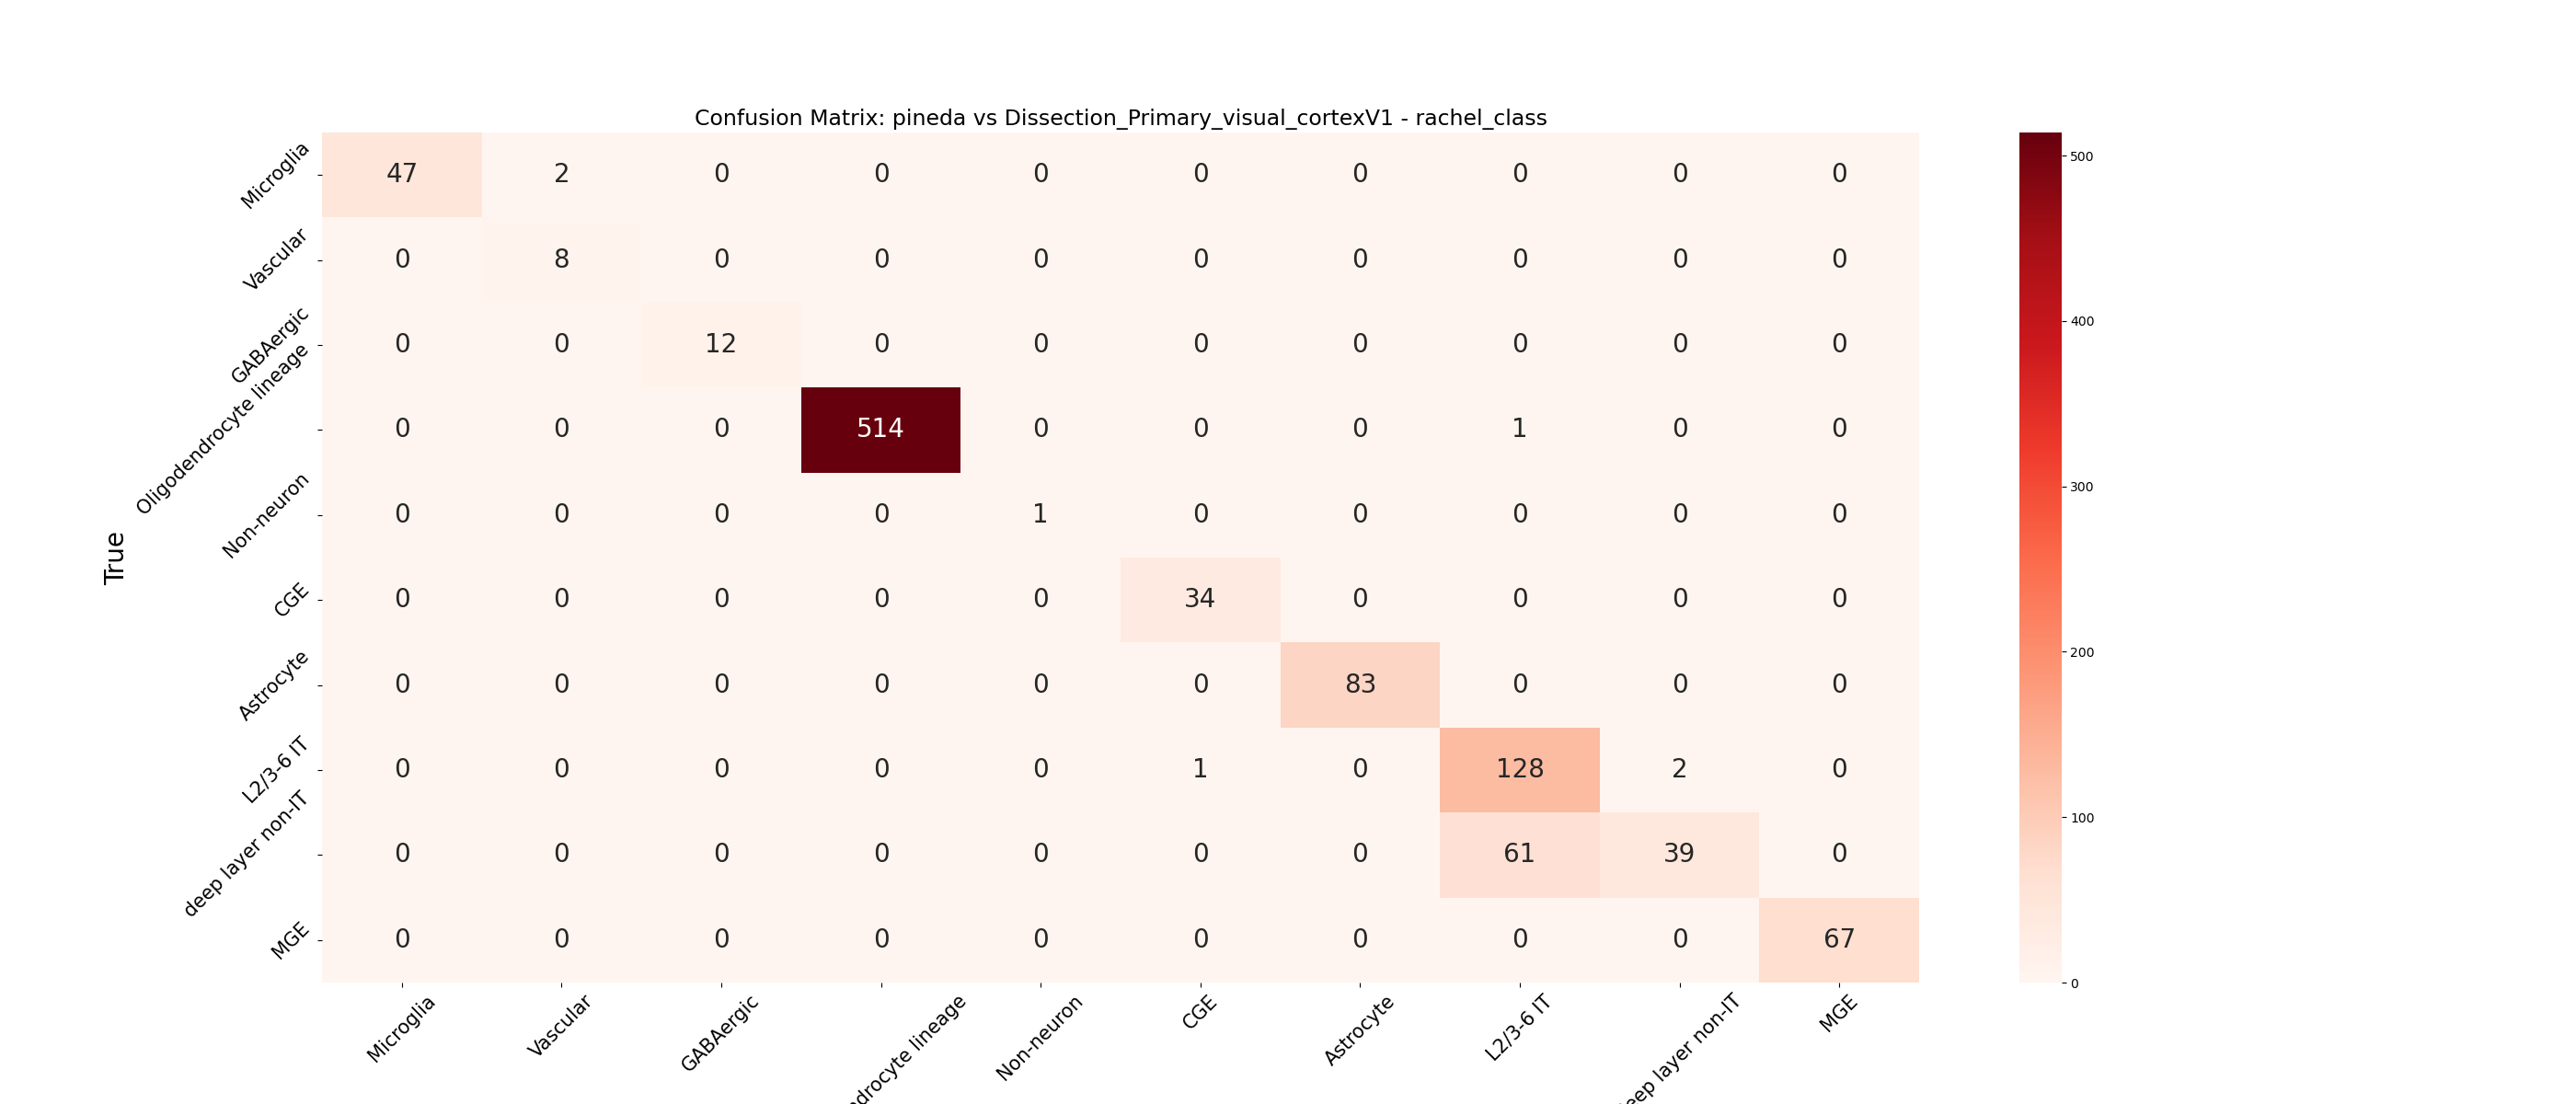 Confusion Matrix: pineda vs Dissection_Primary_visual_cortexV1 - rachel_class
Microglia 47 2 0 0 0 0 0 0 0 0
Vascular 0 8 0 0 0 0 0 0 0 0
GABAergic 0 0 12 0 0 0 0 0 0 0
Oligodendrocyte lineage 0 0 0 514 0 0 0 1 0 0
Non-neuron 0 0 0 0 1 0 0 0 0 0
CGE 0 0 0 0 0 34 0 0 0 0
Astrocyte 0 0 0 0 0 0 83 0 0 0
L2/3-6 IT 0 0 0 0 0 1 0 128 2 0
deep layer non-IT 0 0 0 0 0 0 0 61 39 0
MGE 0 0 0 0 0 0 0 0 0 67
True
Microglia
Vascular
GABAergic
ndrocyte lineage
Non-neuron
CGE
Astrocyte
L2/3-6 IT
eep layer non-IT
MGE
500
400
300
200
100
0